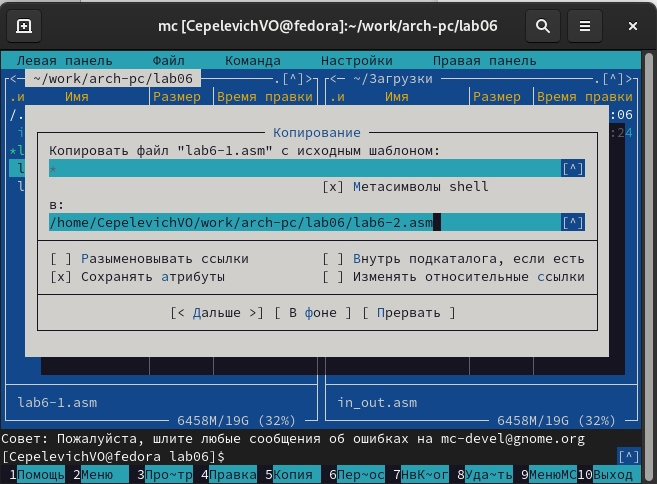 mc [CepelevichVO@fedora]:~/work/arch-pc/lab06
Левая панель Файл Команда Настройки Правая панель
<— ~/work/arch-pc/lab06 .[^]> <— ~/Загрузки .[^]>
.и Имя Размер Время правки .и Имя Размер Время правки
/. :06
i :24
*l
l
l
Копирование
Копировать файл "lab6-1.asm" с исходным шаблоном:
* [^]
[x] Метасимволы shell
в:
/home/CepelevichVO/work/arch-pc/lab06/lab6-2.asm [^]
[ ] Разыменовывать ссылки [ ] Внутрь подкаталога, если есть
[x] Сохранять атрибуты [ ] Изменять относительные ссылки
[< Дальше >] [ В фоне ] [ Прервать ]
lab6-1.asm in_out.asm
6458M/19G (32%) 6458M/19G (32%)
Совет: Пожалуйста, шлите любые сообщения об ошибках на mc-devel@gnome.org
[CepelevichVO@fedora lab06]$ [^]
1Помощь 2Меню 3Про~тр 4Правка 5Копия 6Пер~ос 7НвК~ог 8Уда~ть 9МенюMC 10Выход